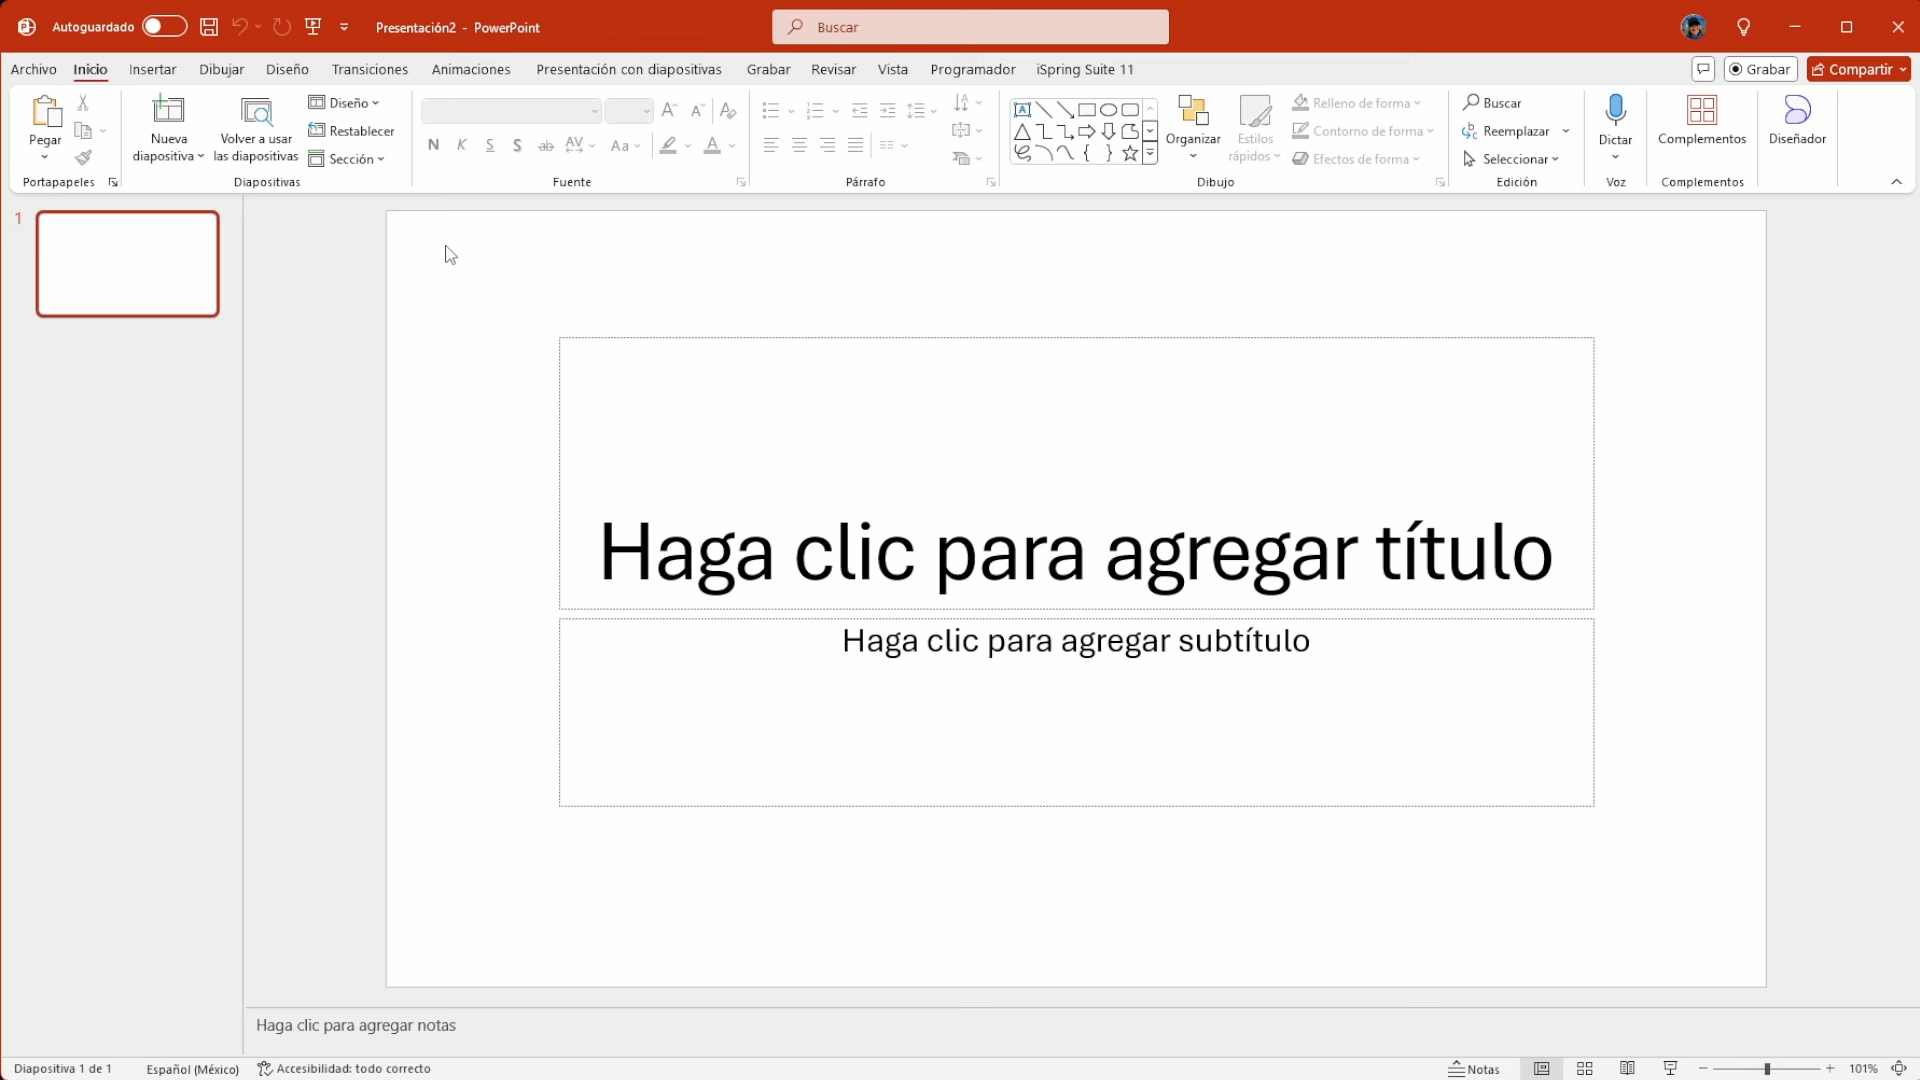 Autoguardado
Presentación2 - PowerPoint
Buscar
Archivo Inicio Insertar Dibujar Diseño Transiciones Animaciones Presentación con diapositivas Grabar Revisar Vista Programador iSpring Suite 11
Grabar
Compartir
Pegar
Portapapeles
Nueva
diapositiva
Volver a usar
las diapositivas
Diseño
Restablecer
Sección
Diapositivas
N K S S ab AV Aa A
Fuente
Párrafo
Organizar
Estilos
rápidos
Relleno de forma
Contorno de forma
Efectos de forma
Dibujo
Buscar
Reemplazar
Seleccionar
Edición
Dictar
Voz
Complementos
Complementos
Diseñador
1
Haga clic para agregar título
Haga clic para agregar subtítulo
Haga clic para agregar notas
Diapositiva 1 de 1 Español (México) Accesibilidad: todo correcto
Notas
101%